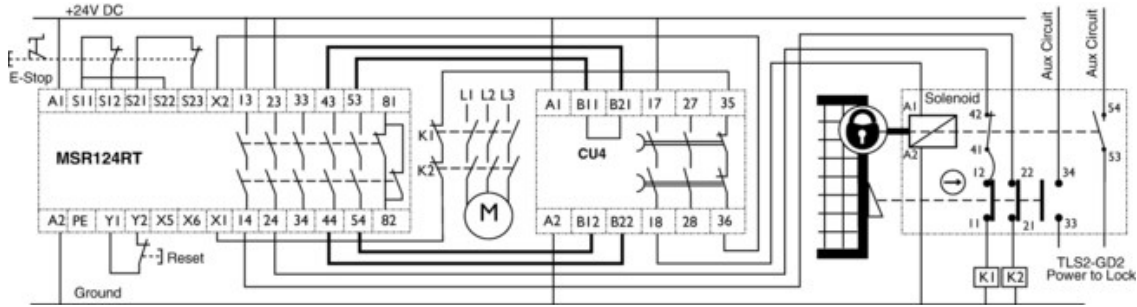 +24V DC
E-Stop
A1 S11 S12 S21 S22 S23 X2 13 23 33 43 53 81
MSR124RT
A2 PE Y1 Y2 X5 X6 X1 14 24 34 44 54 82
Reset
Ground
L1 L2 L3
K1
K2
M
A1 B11 B21 17 27 35
CU4
A2 B12 B22 18 28 36
Aux Circuit
Aux Circuit
A1 Solenoid 42 54
A2 41 53
12 22 34
11 21 33
TLS2-GD2
Power to Lock
K1 K2